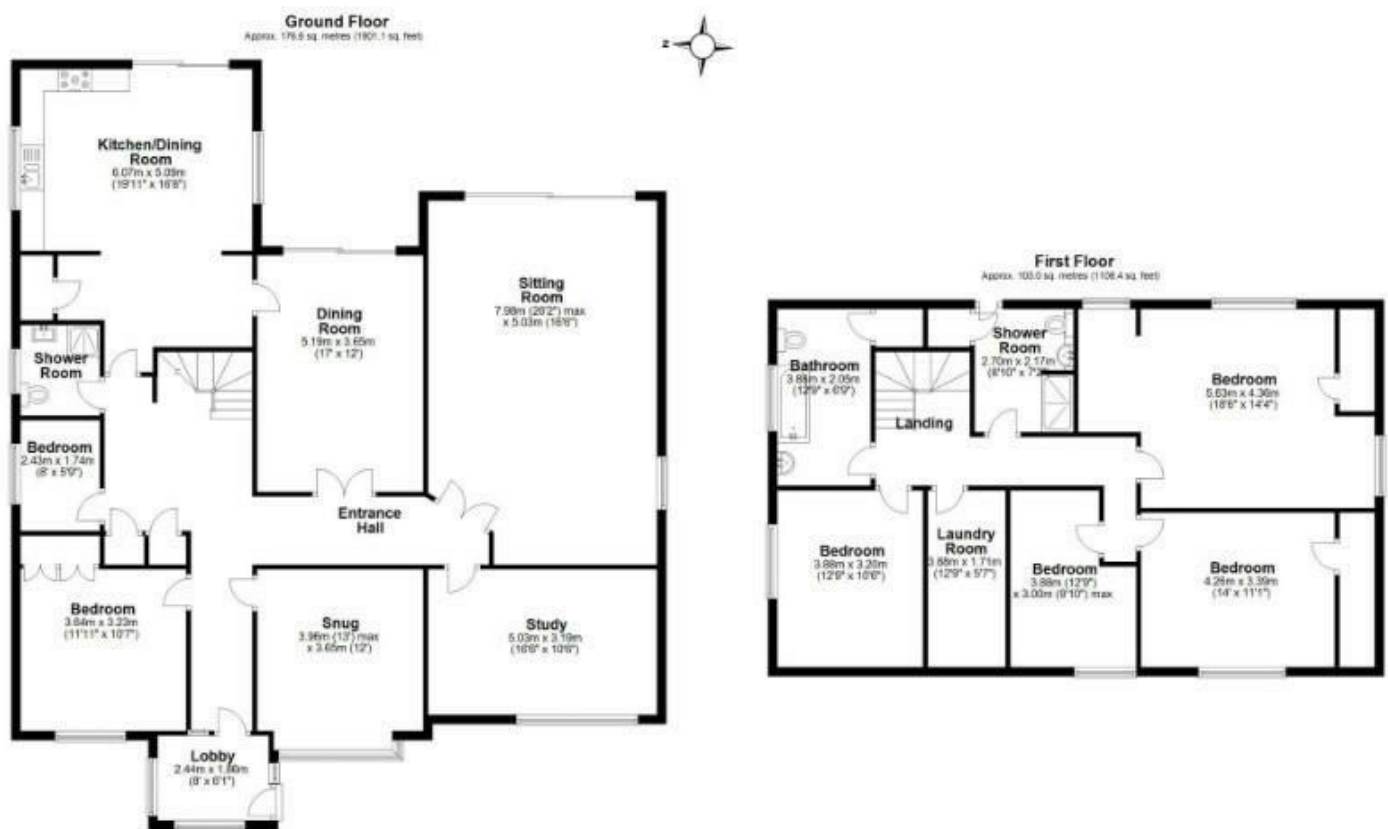 Ground Floor
Approx. 176.6 sq. metres (1901.1 sq. feet)
z
Kitchen/Dining
Room
6.07m x 5.09m
(19'11" x 16'8")
Sitting
Room
7.98m (26'2") max
x 5.03m (16'6")
Dining
Room
5.19m x 3.65m
(17' x 12')
Shower
Room
Bedroom
2.43m x 1.74m
(8' x 5'9")
Entrance
Hall
Bedroom
3.64m x 3.23m
(11'11" x 10'7")
Snug
3.96m (13') max
x 3.65m (12')
Study
5.03m x 3.19m
(16'6" x 10'6")
Lobby
2.44m x
(8' x 6'1")
First Floor
Approx. 103.0 sq. metres (1108.4 sq. feet)
Bathroom
3.88m x 2.05m
(12'9" x 6'9")
Shower
Room
2.70m x 2.17m
(8'10" x
Bedroom
5.63m x 4.36m
(18'6" x 14'4")
Landing
Bedroom
3.88m x 3.20m
(12'9" x 10'6")
Laundry
Room
3.88m x 1.71m
(12'9" x 5'7")
Bedroom
3.88m (12'9")
x 3.00m (9'10") max
Bedroom
4.26m x 3.39m
(14' x 11'1")